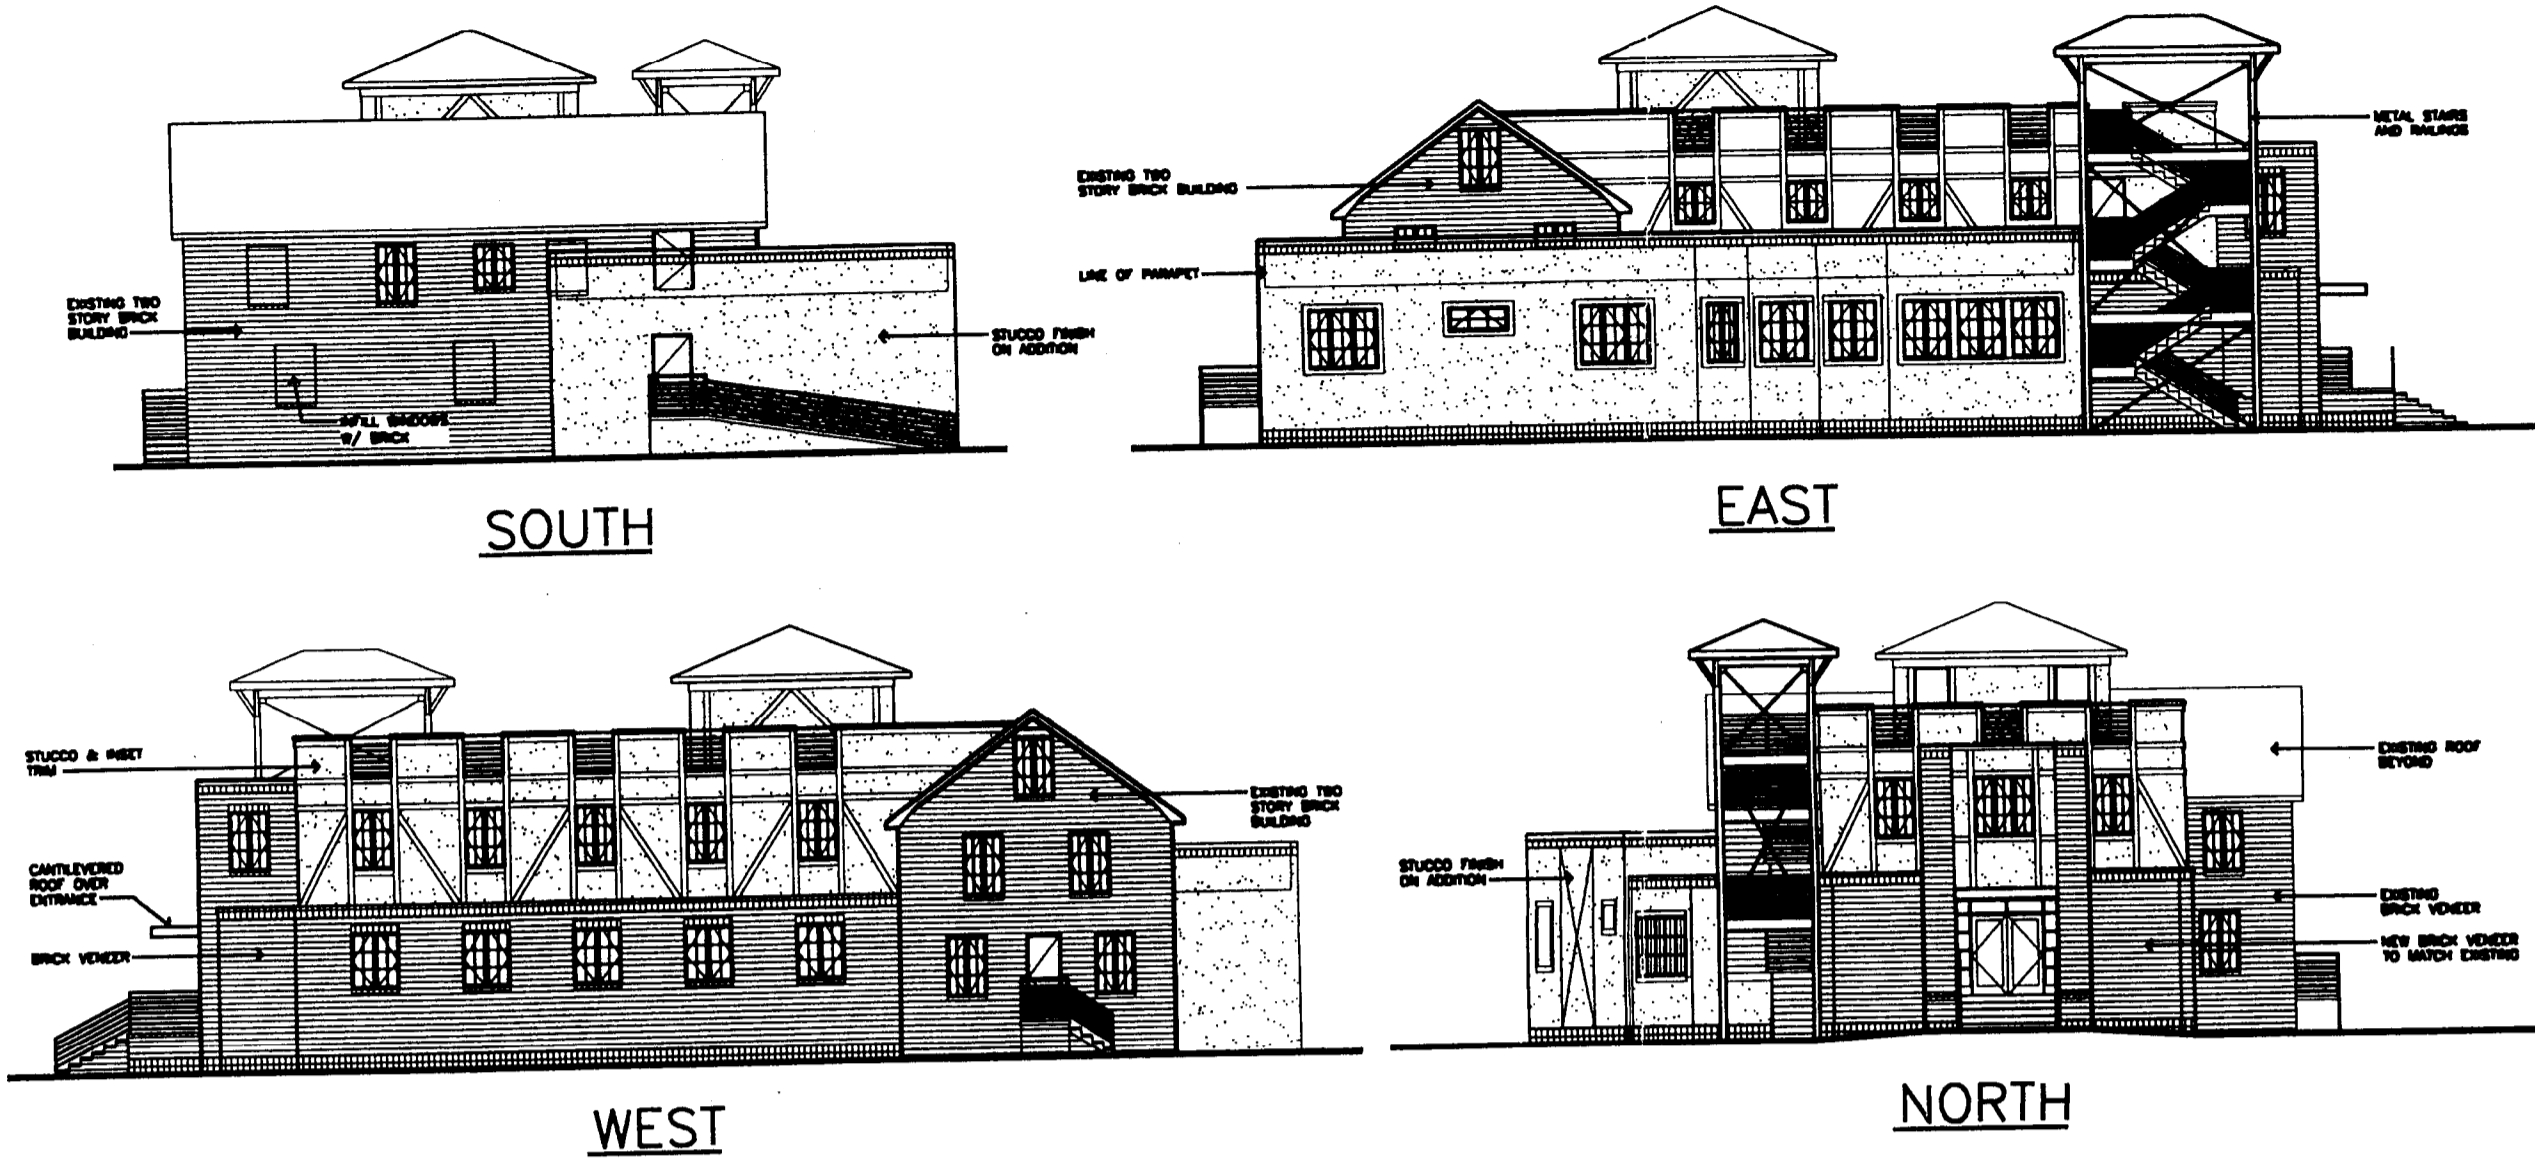 EXISTING TWO
STORY BRICK
BUILDING
INFILL WINDOWS
W/ BRICK
STUCCO FINISH
ON ADDITION
SOUTH
EXISTING TWO
STORY BRICK BUILDING
LINE OF PARAPET
METAL STAIRS
AND RAILINGS
EAST
STUCCO & INSET
TRIM
CANTILEVERED
ROOF OVER
ENTRANCE
BRICK VENEER
EXISTING TWO
STORY BRICK
BUILDING
WEST
STUCCO FINISH
ON ADDITION
EXISTING ROOF
BEYOND
EXISTING
BRICK VENEER
NEW BRICK VENEER
TO MATCH EXISTING
NORTH